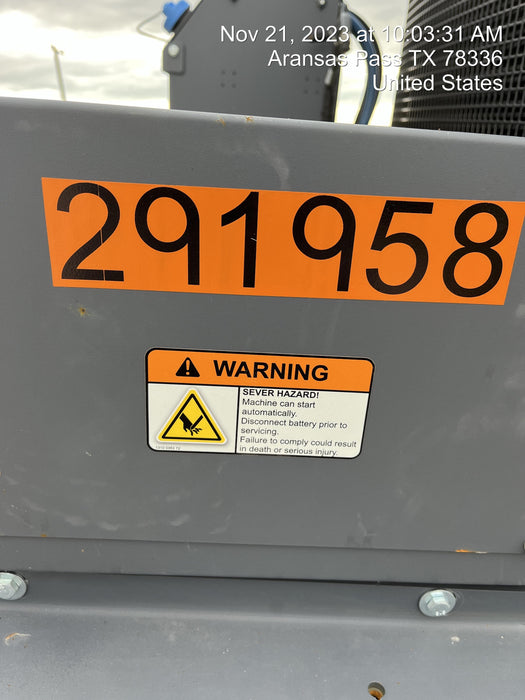 Nov 21, 2023 at 10:03:31 AM
Aransas Pass TX 78336
United States
291958
WARNING
SEVER HAZARD!
Machine can start
automatically.
Disconnect battery prior to
servicing.
Failure to comply could result
in death or serious injury.